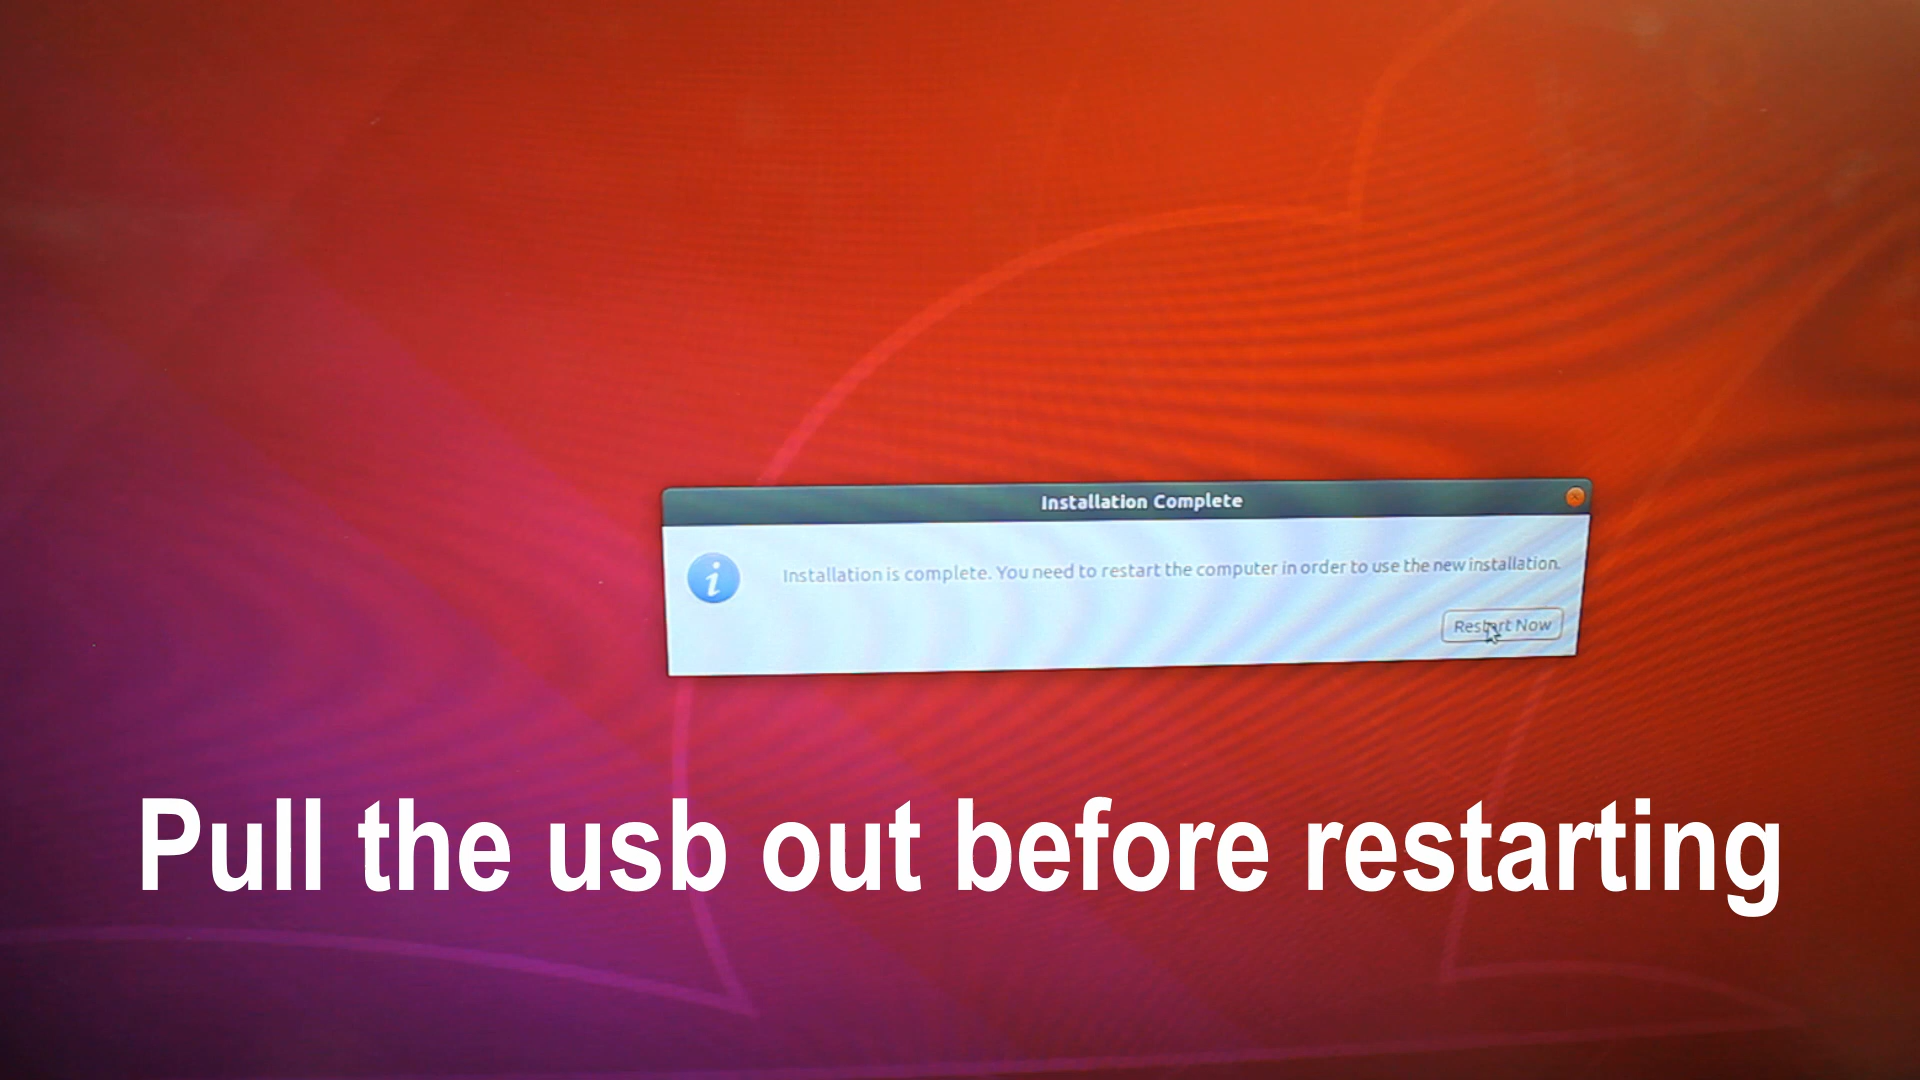 Installation Complete
i
Installation is complete. You need to restart the computer in order to use the new installation.
Restart Now
Pull the usb out before restarting